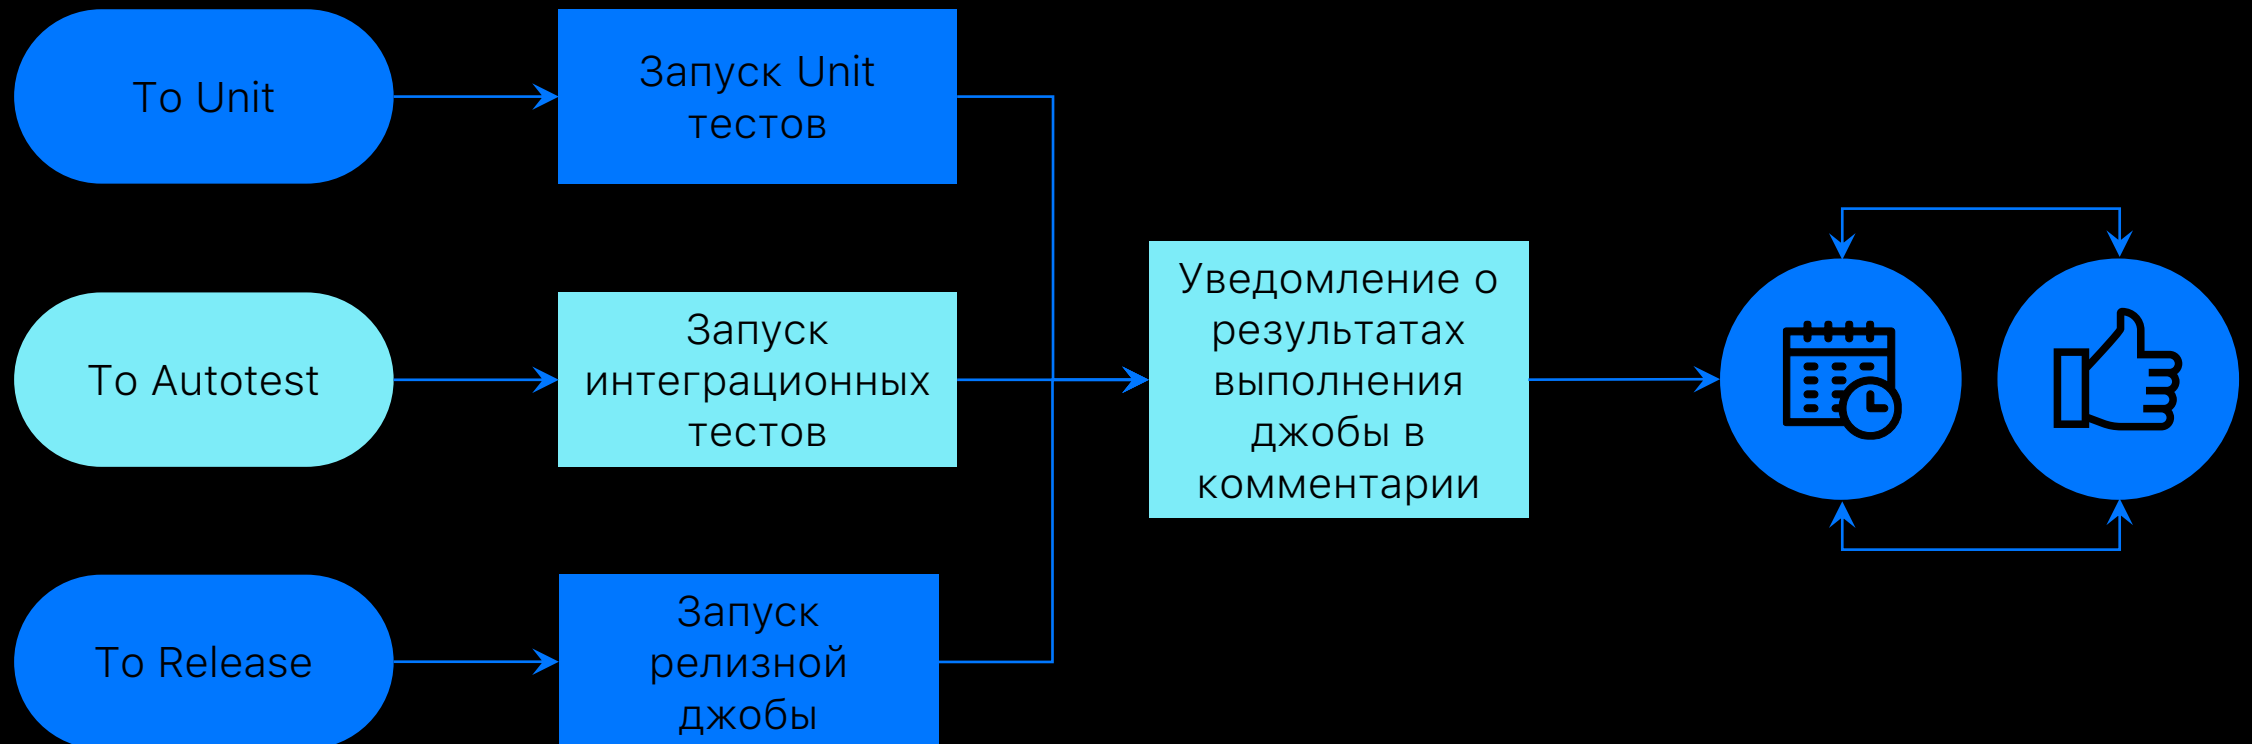 To Unit
Запуск Unit
тестов
To Autotest
Запуск
интеграционных
тестов
Уведомление о
результатах
выполнения
джобы в
комментарии
To Release
Запуск
релизной
джобы